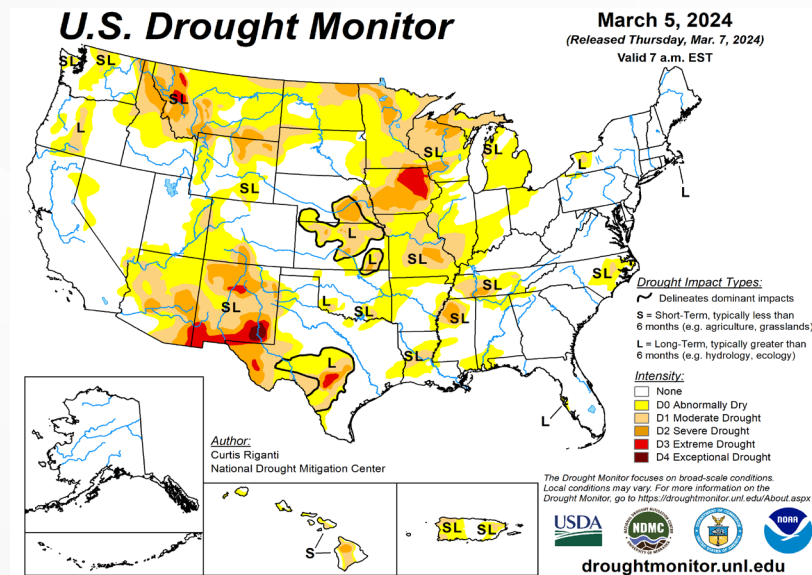 U.S. Drought Monitor
March 5, 2024
(Released Thursday, Mar. 7, 2024)
Valid 7 a.m. EST
SL
SL
SL
L
SL
SL
SL
L
L
SL
L
SL
SL
L
SL
SL
SL
SL
L
SL
L
L
Drought Impact Types:
Delineates dominant impacts
S = Short-Term, typically less than
6 months (e.g. agriculture, grasslands)
L = Long-Term, typically greater than
6 months (e.g. hydrology, ecology)
Intensity:
None
D0 Abnormally Dry
D1 Moderate Drought
D2 Severe Drought
D3 Extreme Drought
D4 Exceptional Drought
Author:
Curtis Riganti
National Drought Mitigation Center
S
SL
SL
The Drought Monitor focuses on broad-scale conditions.
Local conditions may vary. For more information on the
Drought Monitor, go to https://droughtmonitor.unl.edu/About.aspx
USDA
NDMC
NOAA
droughtmonitor.unl.edu